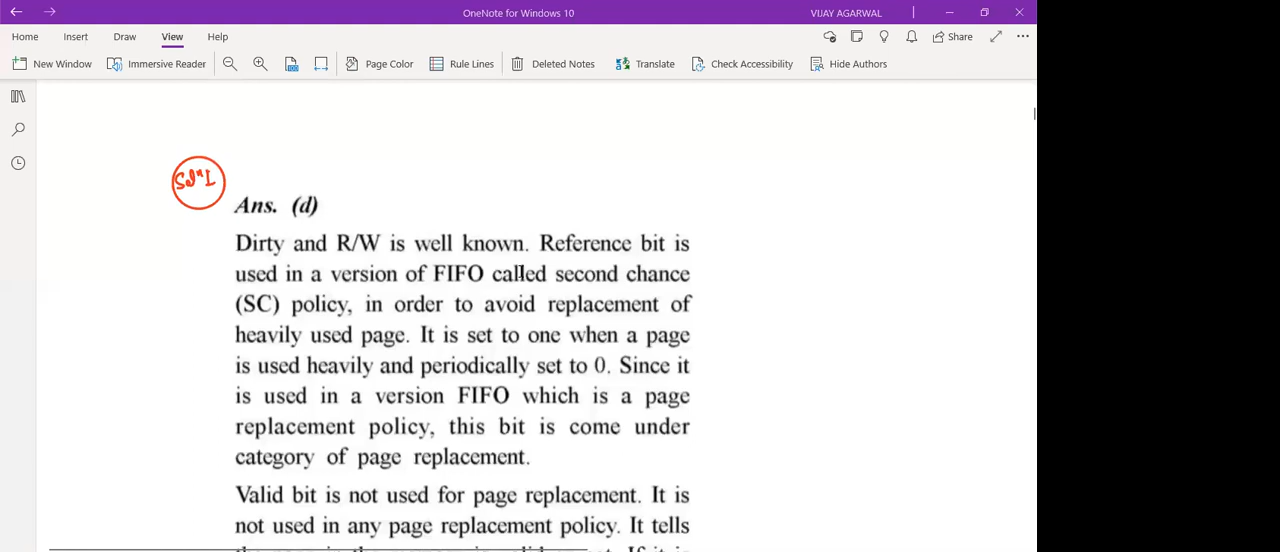 OneNote for Windows 10
VIJAY AGARWAL
Home Insert Draw View Help
Share
New Window Immersive Reader Page Color Rule Lines Deleted Notes Translate Check Accessibility Hide Authors
Ans. (d)
Dirty and R/W is well known. Reference bit is
used in a version of FIFO called second chance
(SC) policy, in order to avoid replacement of
heavily used page. It is set to one when a page
is used heavily and periodically set to 0. Since it
is used in a version FIFO which is a page
replacement policy, this bit is come under
category of page replacement.
Valid bit is not used for page replacement. It is
not used in any page replacement policy. It tells